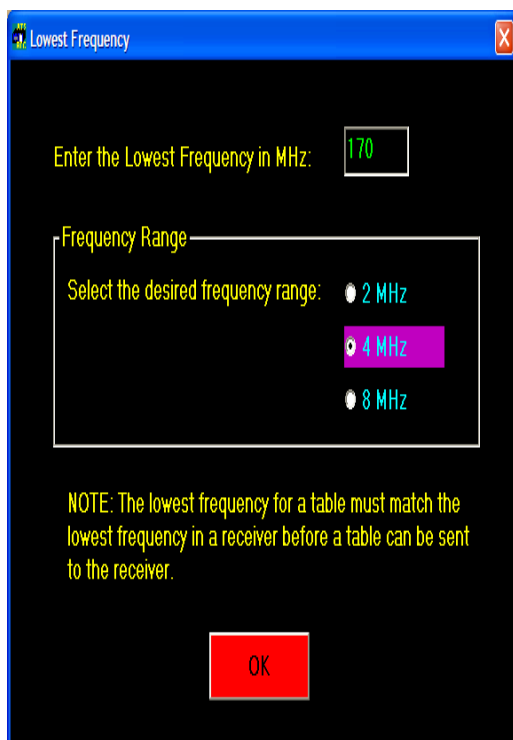 ATS
REC
Lowest Frequency
Enter the Lowest Frequency in MHz: 170
Frequency Range
Select the desired frequency range:
2 MHz
4 MHz
8 MHz
NOTE: The lowest frequency for a table must match the
lowest frequency in a receiver before a table can be sent
to the receiver.
OK